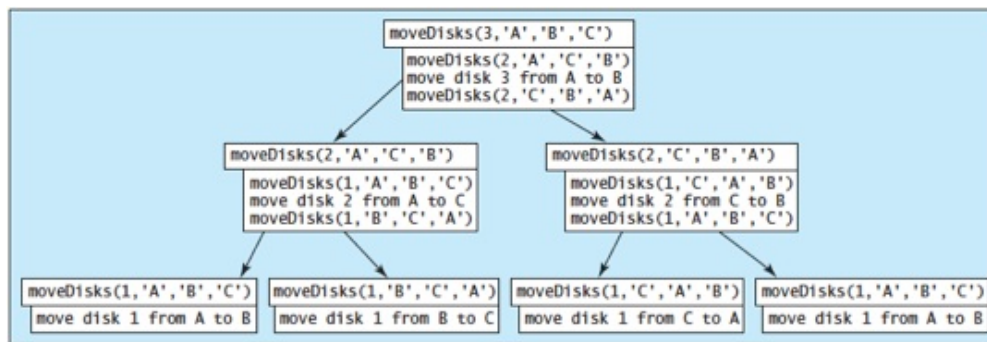 moveDisks(3,'A','B','C')
moveDisks(2,'A','C','B')
move disk 3 from A to B
moveDisks(2,'C','B','A')
moveDisks(2,'A','C','B')
moveDisks(1,'A','B','C')
move disk 2 from A to C
moveDisks(1,'B','C','A')
moveDisks(2,'C','B','A')
moveDisks(1,'C','A','B')
move disk 2 from C to B
moveDisks(1,'A','B','C')
moveDisks(1,'A','B','C')
move disk 1 from A to B
moveDisks(1,'B','C','A')
move disk 1 from B to C
moveDisks(1,'C','A','B')
move disk 1 from C to A
moveDisks(1,'A','B','C')
move disk 1 from A to B